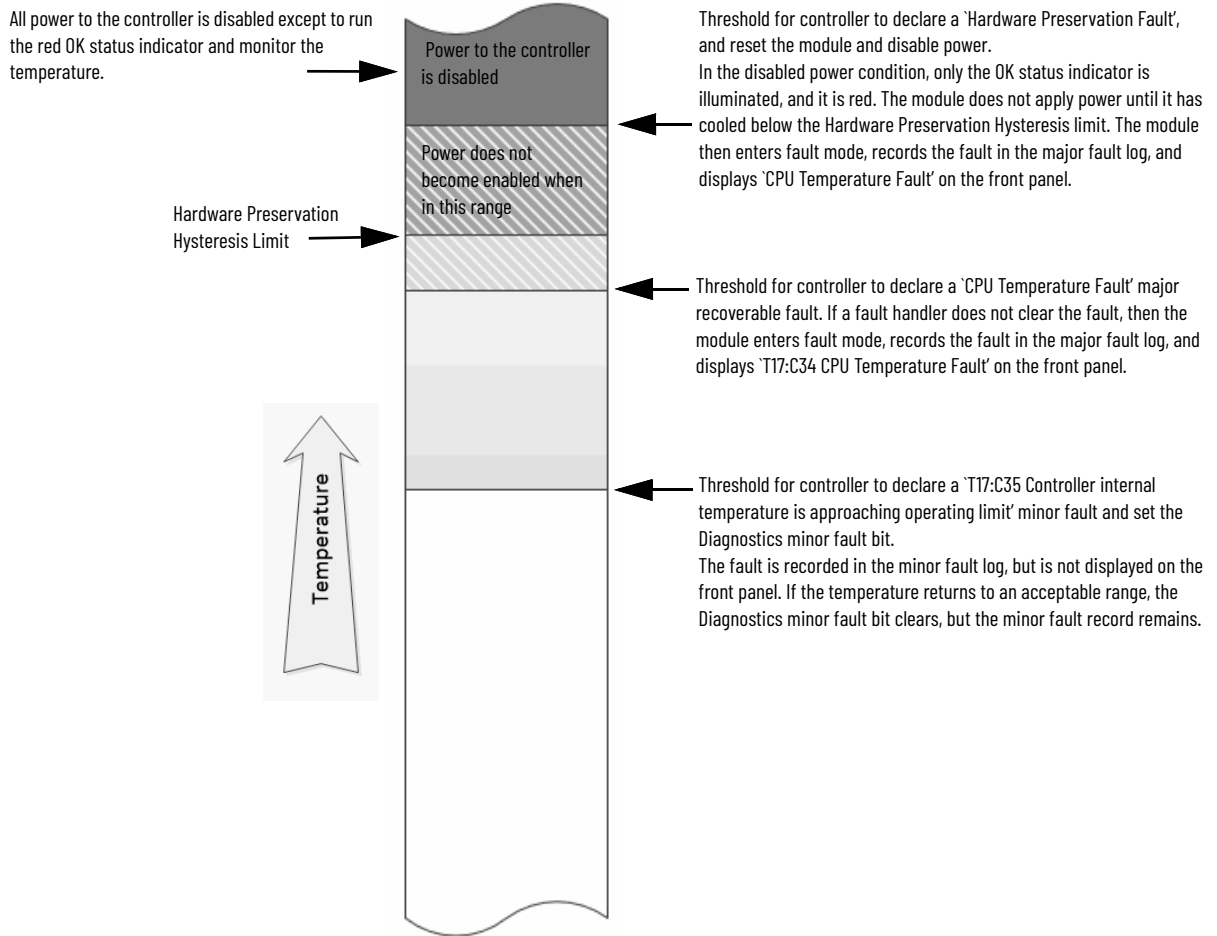 All power to the controller is disabled except to run
the red OK status indicator and monitor the
temperature.
Power to the controller
is disabled
Threshold for controller to declare a `Hardware Preservation Fault’,
and reset the module and disable power.
In the disabled power condition, only the OK status indicator is
illuminated, and it is red. The module does not apply power until it has
cooled below the Hardware Preservation Hysteresis limit. The module
then enters fault mode, records the fault in the major fault log, and
displays `CPU Temperature Fault’ on the front panel.
Power does not
become enabled when
in this range
Hardware Preservation
Hysteresis Limit
Threshold for controller to declare a `CPU Temperature Fault’ major
recoverable fault. If a fault handler does not clear the fault, then the
module enters fault mode, records the fault in the major fault log, and
displays `T17:C34 CPU Temperature Fault’ on the front panel.
Temperature
Threshold for controller to declare a `T17:C35 Controller internal
temperature is approaching operating limit’ minor fault and set the
Diagnostics minor fault bit.
The fault is recorded in the minor fault log, but is not displayed on the
front panel. If the temperature returns to an acceptable range, the
Diagnostics minor fault bit clears, but the minor fault record remains.